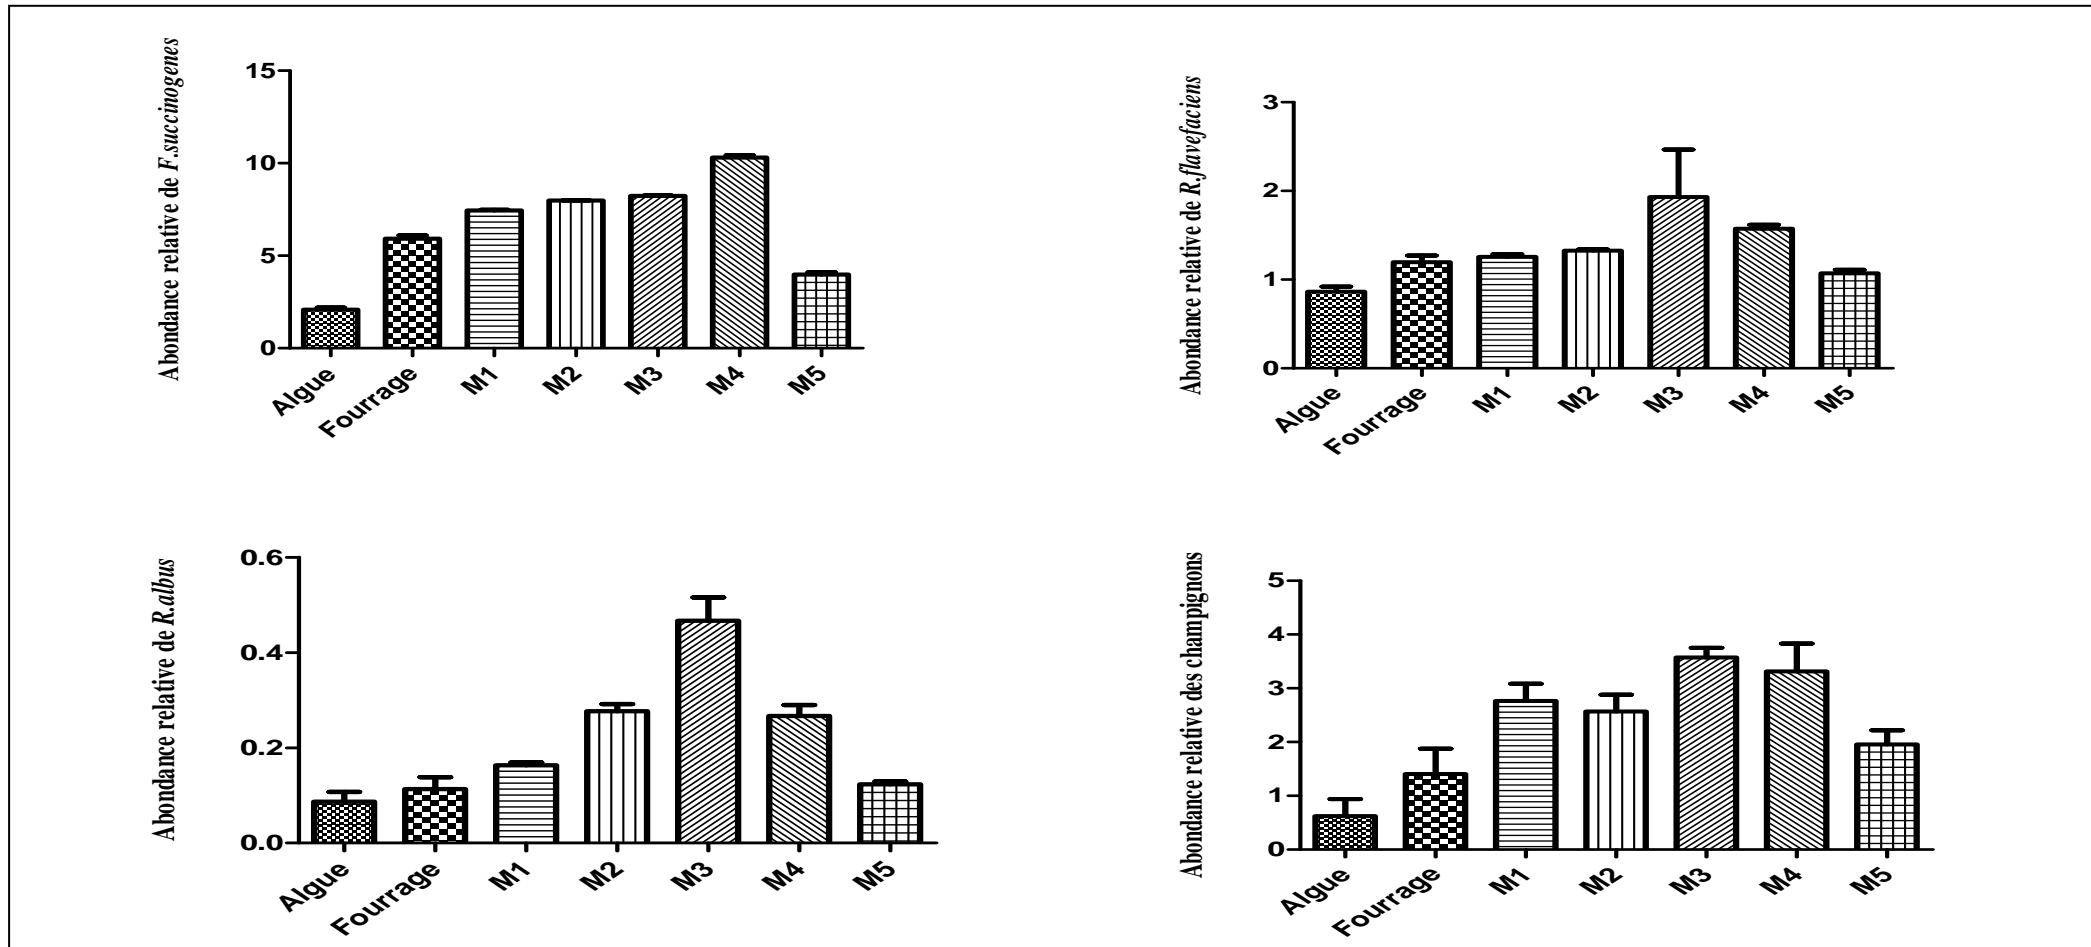 Abondance relative de F.succinogenes
15
10
5
0
Algue
Fourrage
M1
M2
M3
M4
M5
Abondance relative de R.flavefaciens
3
2
1
0
Algue
Fourrage
M1
M2
M3
M4
M5
Abondance relative de R.albus
0.6
0.4
0.2
0.0
Algue
Fourrage
M1
M2
M3
M4
M5
Abondance relative des champignons
5
4
3
2
1
0
Algue
Fourrage
M1
M2
M3
M4
M5